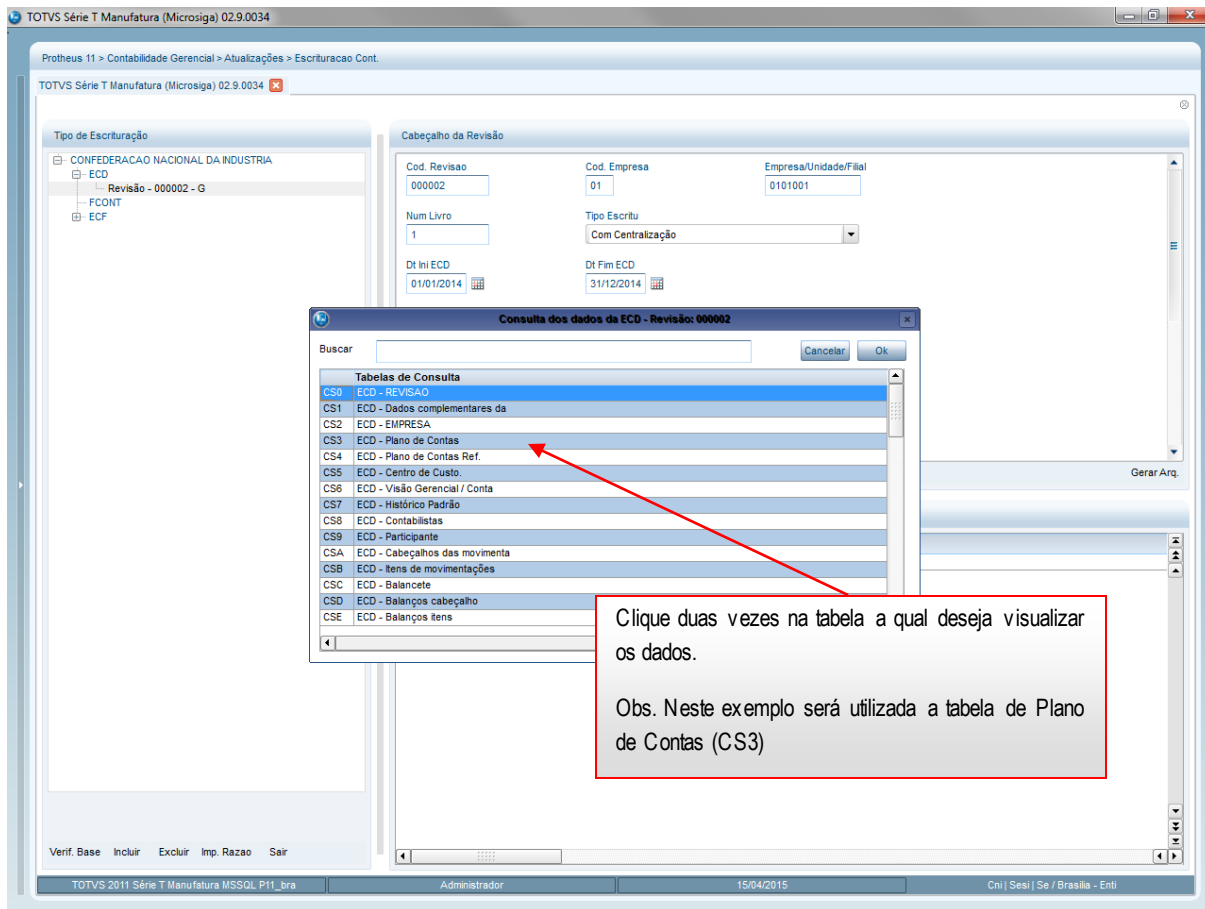 TOTVS Série T Manufatura (Microsiga) 02.9.0034
Protheus 11 > Contabilidade Gerencial > Atualizações > Escrituracao Cont.
TOTVS Série T Manufatura (Microsiga) 02.9.0034
Tipo de Escrituração
CONFEDERACAO NACIONAL DA INDUSTRIA
ECD
Revisão - 000002 - G
FCONT
ECF
Cabeçalho da Revisão
Cod. Revisao Cod. Empresa Empresa/Unidade/Filial
000002 01 0101001
Num Livro Tipo Escritu
1 Com Centralização
Dt Ini ECD Dt Fim ECD
01/01/2014 31/12/2014
Consulta dos dados da ECD - Revisão: 000002
Buscar Cancelar Ok
Tabelas de Consulta
CS0 ECD - REVISAO
CS1 ECD - Dados complementares da
CS2 ECD - EMPRESA
CS3 ECD - Plano de Contas
CS4 ECD - Plano de Contas Ref.
CS5 ECD - Centro de Custo.
CS6 ECD - Visão Gerencial / Conta
CS7 ECD - Histórico Padrão
CS8 ECD - Contabilistas
CS9 ECD - Participante
CSA ECD - Cabeçalhos das movimenta
CSB ECD - Itens de movimentações
CSC ECD - Balancete
CSD ECD - Balanços cabeçalho
CSE ECD - Balanços itens
Gerar Arq.
Clique duas vezes na tabela a qual deseja visualizar
os dados.
Obs. Neste exemplo será utilizada a tabela de Plano
de Contas (CS3)
Verif. Base Incluir Excluir Imp. Razao Sair
TOTVS 2011 Série T Manufatura MSSQL P11_bra Administrador 15/04/2015 Cni | Sesi | Se / Brasilia - Enti